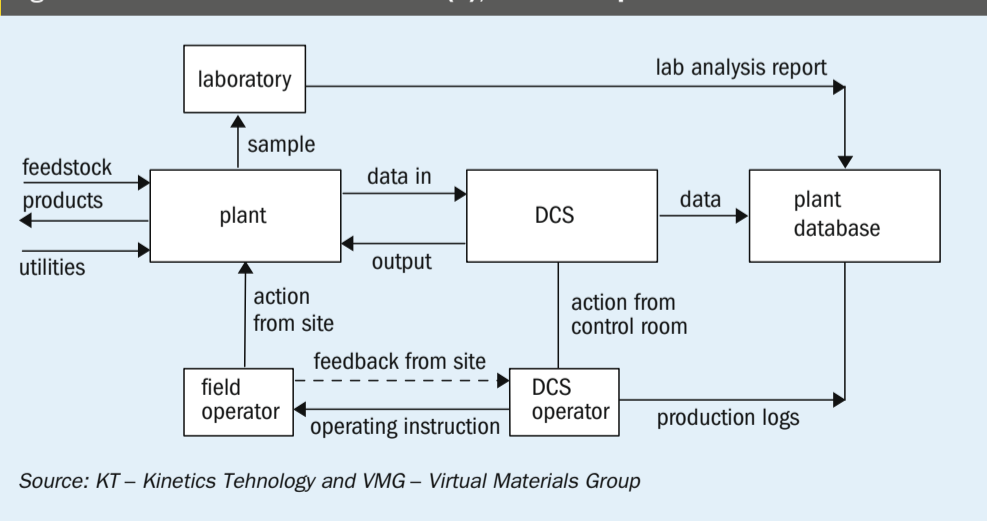 lab analysis report
laboratory
sample
feedstock
data in
products
plant
DCS
data
plant
database
output
utilities
action
from site
action from
control room
feedback from site
field
operator
DCS
operator
operating instruction
production logs
Source: KT – Kinetics Tehnology and VMG – Virtual Materials Group